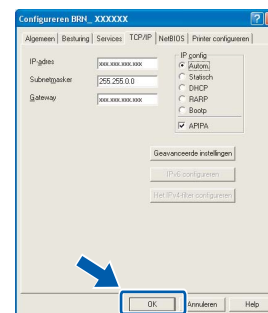 Configureren BRN_ XXXXXX
Algemeen Besturing Services TCP/IP NetBIOS Printer configureren
IP-adres xxx.xxx.xxx.xxx
Subnetmasker 255.255.0.0
Gateway xxx.xxx.xxx.xxx
IP config
Autom.
Statisch
DHCP
RARP
Bootp
APIPA
Geavanceerde instellingen
IPv6 configureren
Het IPv4-filter configureren
OK Annuleren Help